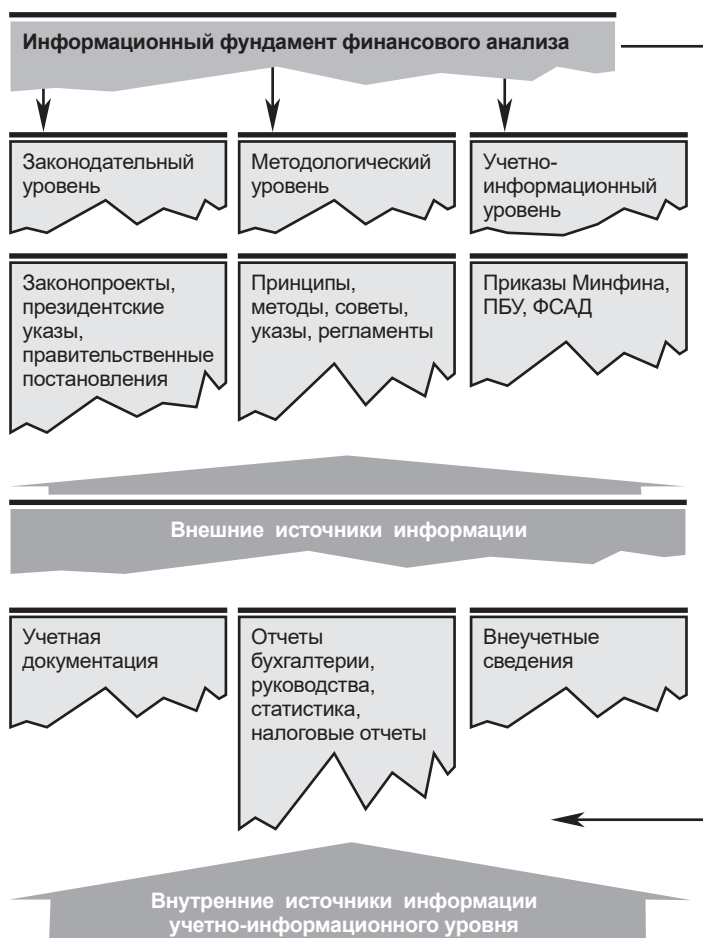 Информационный фундамент финансового анализа
Законодательный
уровень
Методологический
уровень
Учетно-
информационный
уровень
Законопроекты,
президентские
указы,
правительственные
постановления
Принципы,
методы, советы,
указы, регламенты
Приказы Минфина,
ПБУ, ФСАД
Внешние источники информации
Учетная
документация
Отчеты
бухгалтерии,
руководства,
статистика,
налоговые отчеты
Внеучетные
сведения
Внутренние источники информации
учетно-информационного уровня